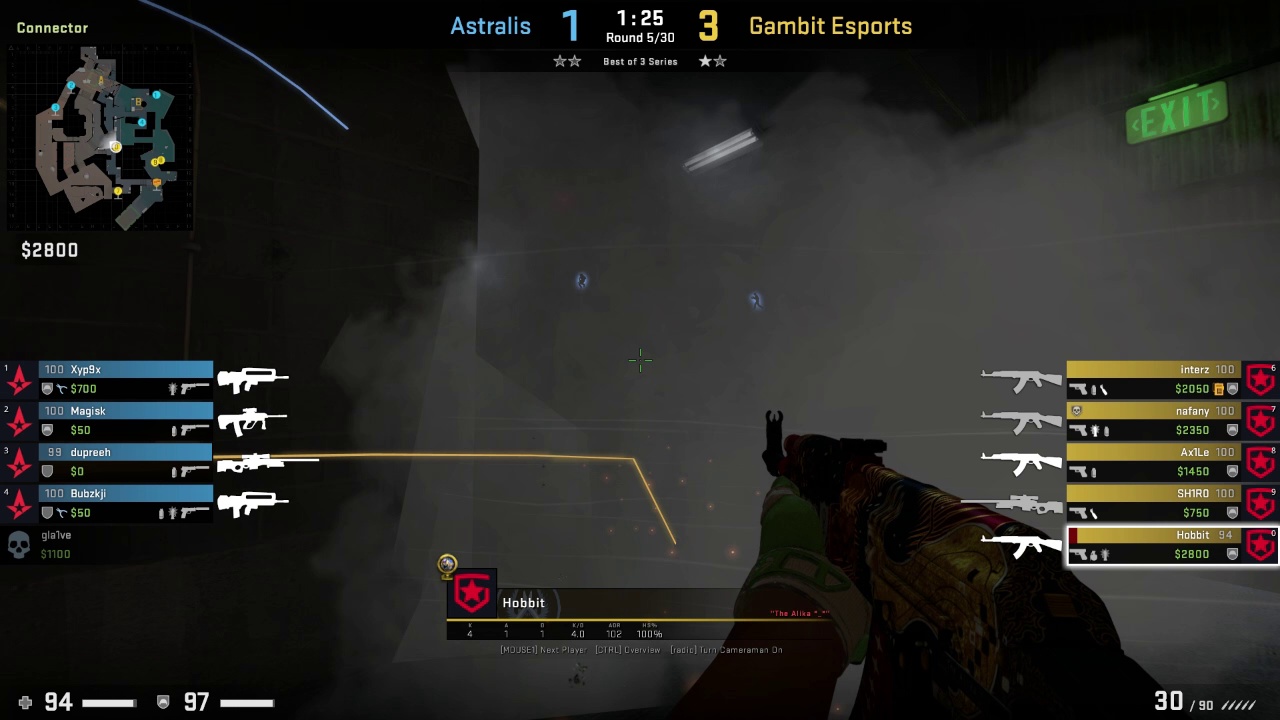 Connector
Astralis 1 1:25 3 Gambit Esports
Round 5/30
Best of 3 Series
<EXIT>
$2800
1 100 Xyp9x
$700
2 100 Magisk
$50
3 99 dupreeh
$0
4 100 Bubzkji
$50
gla1ve
$1100
interz 100 6
$2050
nafany 100 7
$2350
Ax1Le 100 8
$1450
SH1R0 100 9
$750
Hobbit 94 0
$2800
Hobbit
"The Alika *_*"
K A D K/D ADR HS%
4 1 1 4.0 102 100%
[MOUSE1] Next Player [CTRL] Overview [radio] Turn Cameraman On
94 97
30 / 90